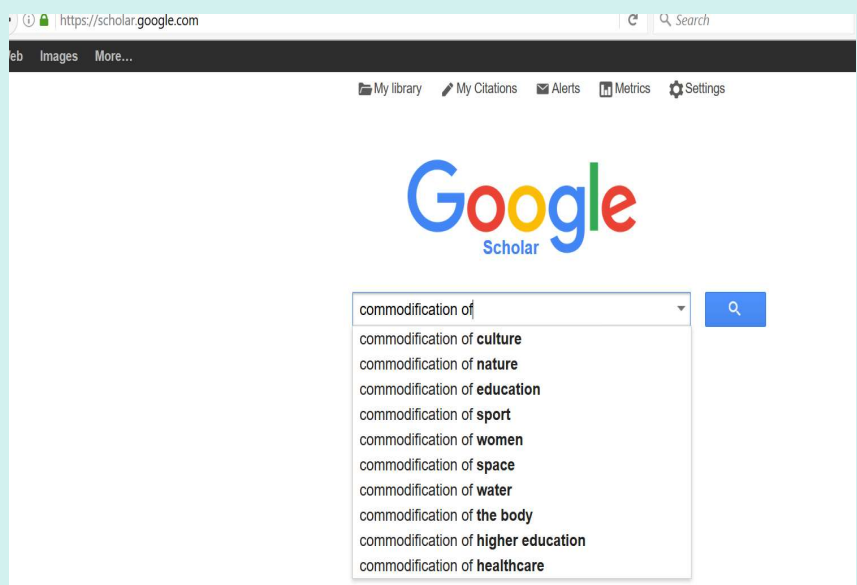 https://scholar.google.com Search
Web Images More...
My library My Citations Alerts Metrics Settings
Google
Scholar
commodification of
commodification of culture
commodification of nature
commodification of education
commodification of sport
commodification of women
commodification of space
commodification of water
commodification of the body
commodification of higher education
commodification of healthcare